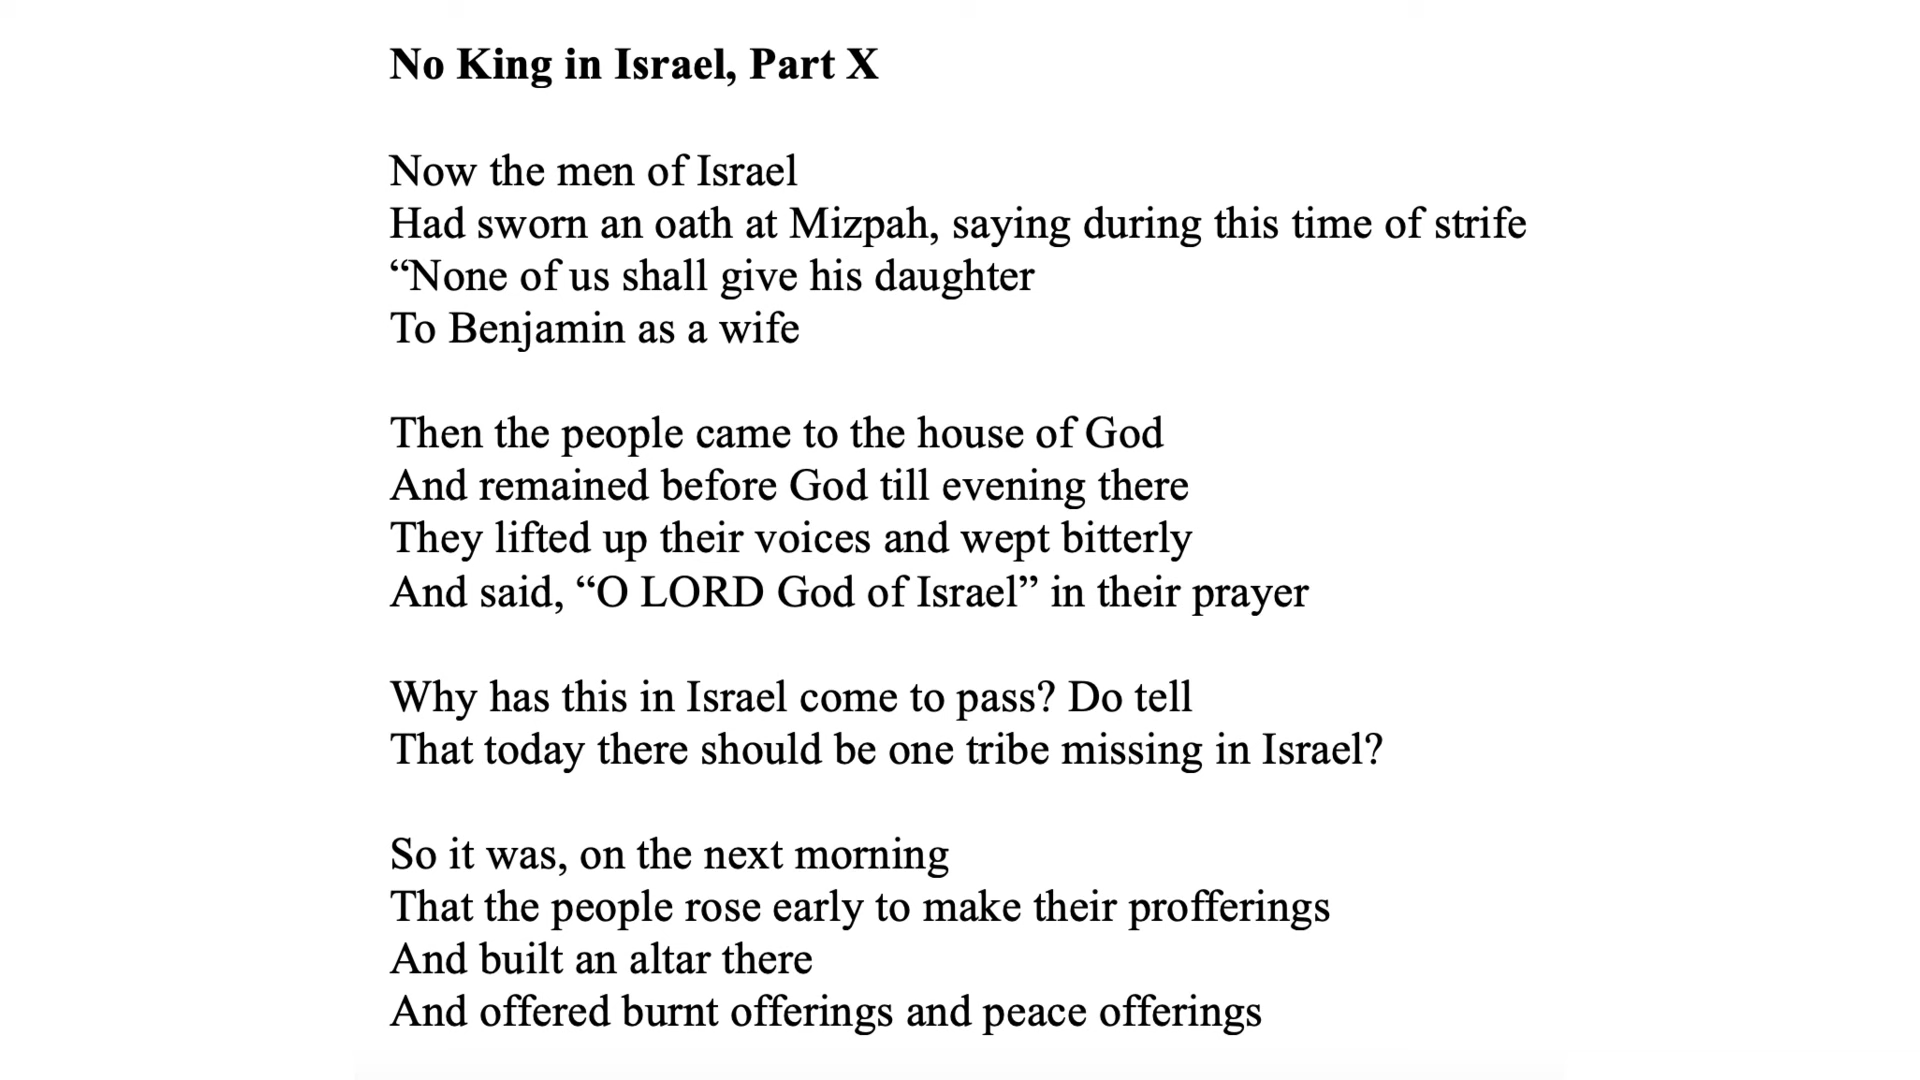 No King in Israel, Part X
Now the men of Israel
Had sworn an oath at Mizpah, saying during this time of strife
“None of us shall give his daughter
To Benjamin as a wife
Then the people came to the house of God
And remained before God till evening there
They lifted up their voices and wept bitterly
And said, “O LORD God of Israel” in their prayer
Why has this in Israel come to pass? Do tell
That today there should be one tribe missing in Israel?
So it was, on the next morning
That the people rose early to make their profferings
And built an altar there
And offered burnt offerings and peace offerings